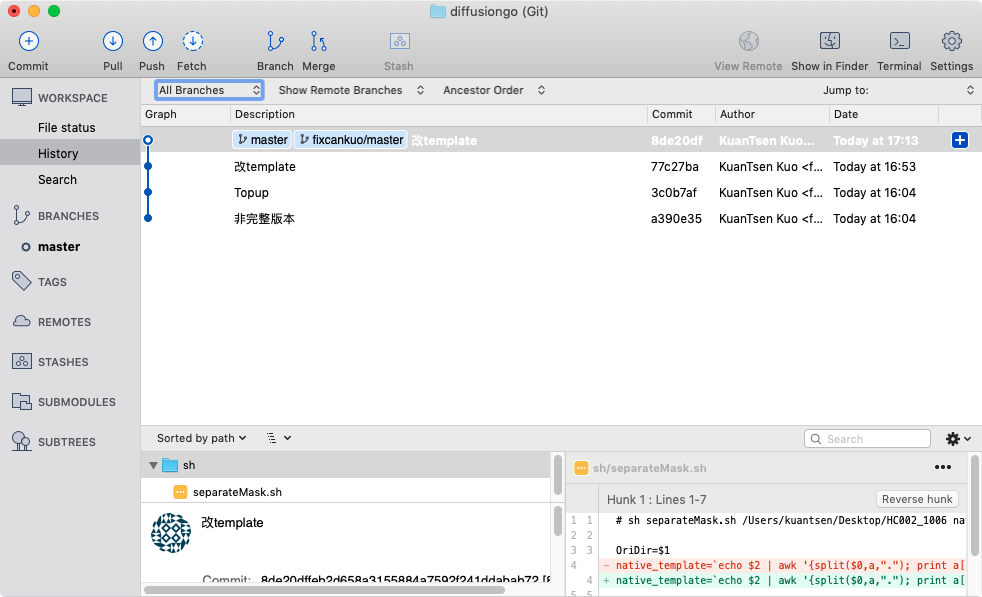 diffusiongo (Git)
Commit Pull Push Fetch Branch Merge Stash View Remote Show in Finder Terminal Settings
All Branches Show Remote Branches Ancestor Order Jump to:
WORKSPACE
File status
History
Search
BRANCHES
master
TAGS
REMOTES
STASHES
SUBMODULES
SUBTREES
Graph Description Commit Author Date
master fixcankuo/master 改template 8de20df KuanTsen Kuo... Today at 17:13
改template 77c27ba KuanTsen Kuo <f... Today at 16:53
Topup 3c0b7af KuanTsen Kuo <f... Today at 16:04
非完整版本 a390e35 KuanTsen Kuo <f... Today at 16:04
Sorted by path Search
sh
separateMask.sh
改template
Commit: 8de20dffeb2d658a3155884a7592f241ddabab72 [8
sh/separateMask.sh
Hunk 1 : Lines 1-7 Reverse hunk
1 1 # sh separateMask.sh /Users/kuantsen/Desktop/HC002_1006 na
2 2
3 3 OriDir=$1
4 - native_template=`echo $2 | awk '{split($0,a,"."); print a[
4 + native_template=`echo $2 | awk '{split($0,a,"."); print a[
5 5